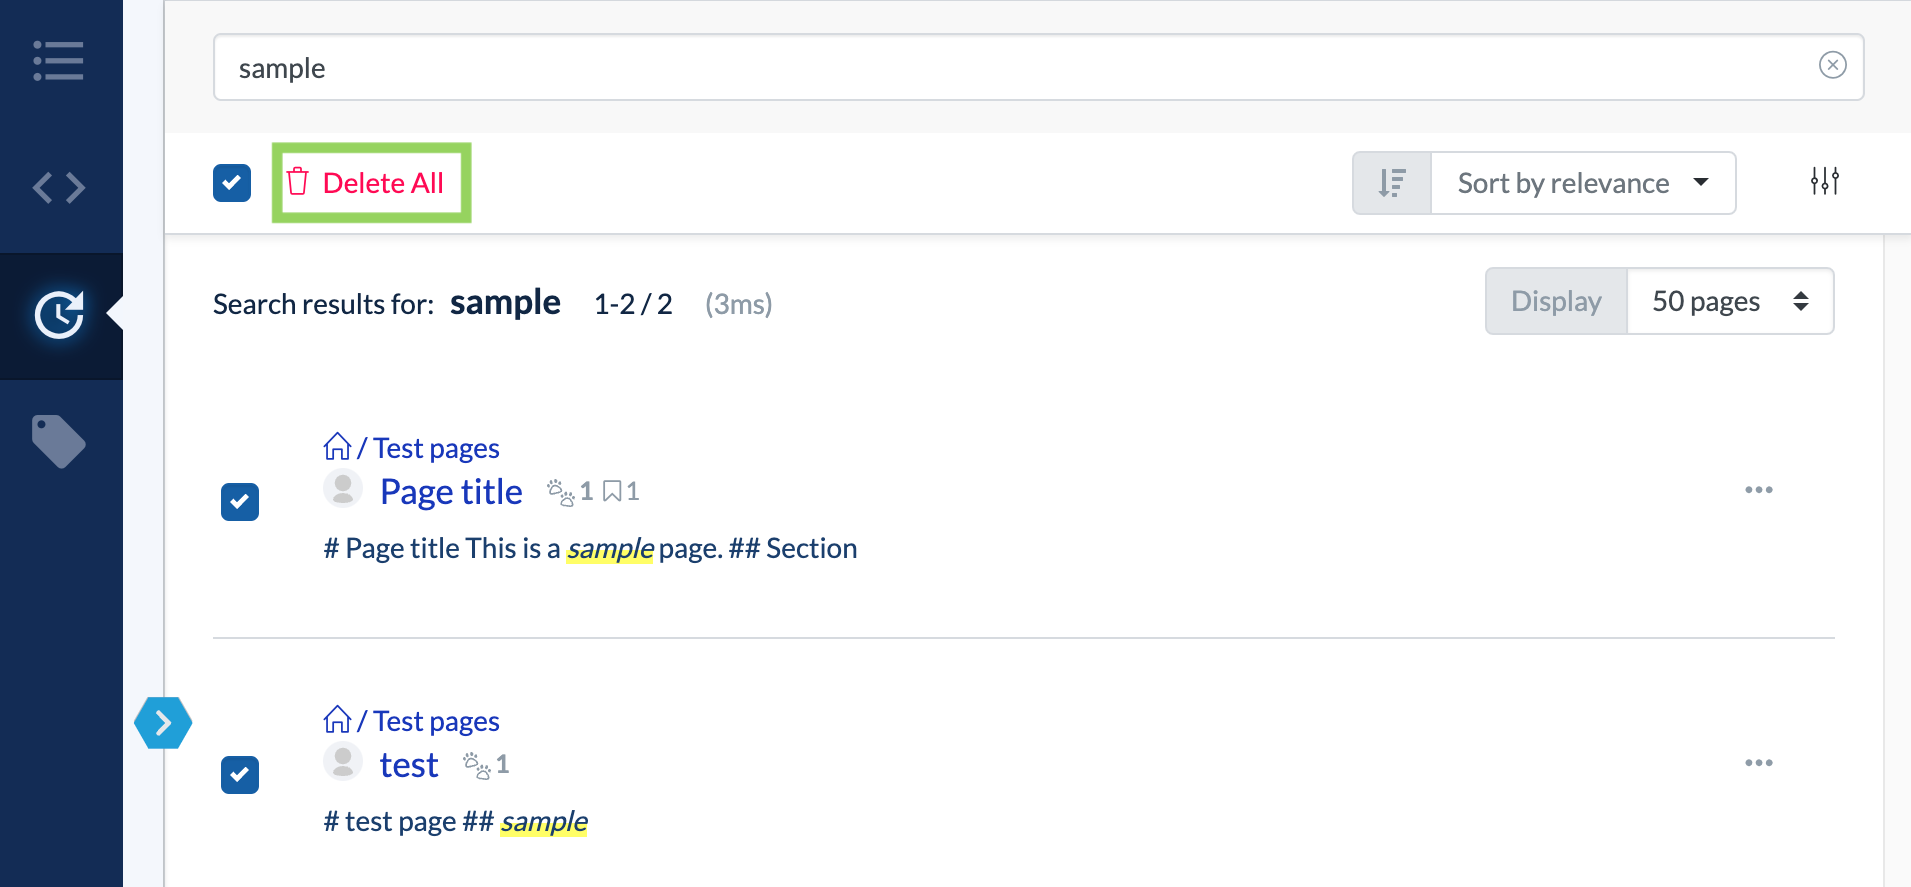 sample
Delete All
Sort by relevance
Search results for: sample 1-2 / 2 (3ms)
Display 50 pages
/ Test pages
Page title 1 1
# Page title This is a sample page. ## Section
/ Test pages
test 1
# test page ## sample